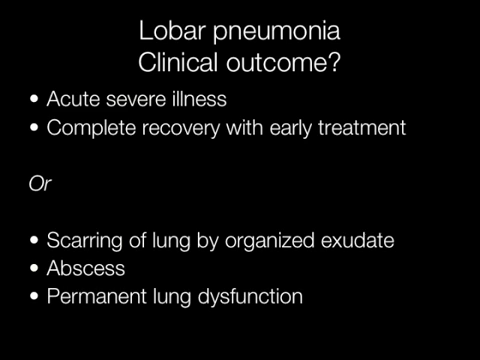 Lobar pneumonia
Clinical outcome?
• Acute severe illness
• Complete recovery with early treatment
Or
• Scarring of lung by organized exudate
• Abscess
• Permanent lung dysfunction